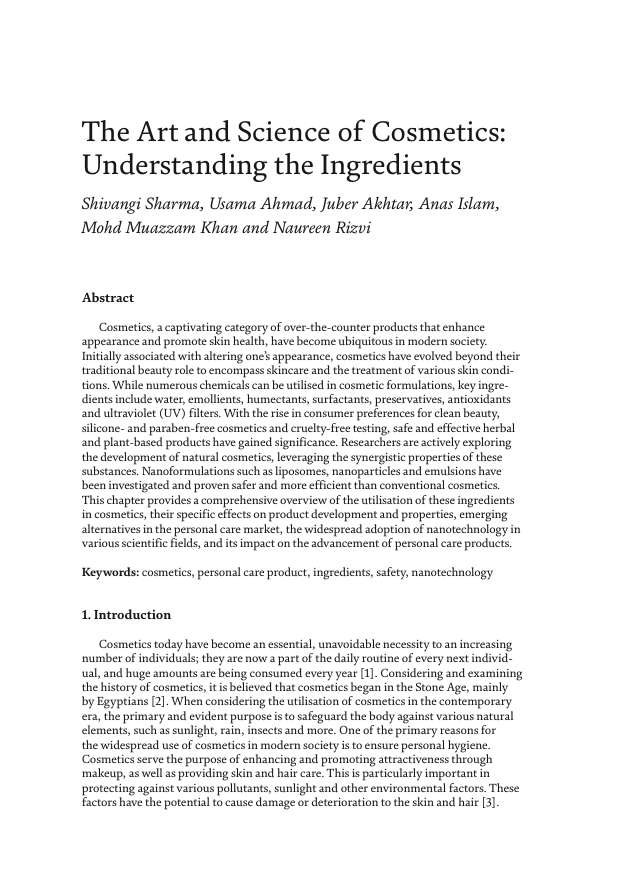 The Art and Science of Cosmetics:
Understanding the Ingredients
Shivangi Sharma, Usama Ahmad, Juber Akhtar, Anas Islam,
Mohd Muazzam Khan and Naureen Rizvi
Abstract
Cosmetics, a captivating category of over-the-counter products that enhance
appearance and promote skin health, have become ubiquitous in modern society.
Initially associated with altering one’s appearance, cosmetics have evolved beyond their
traditional beauty role to encompass skincare and the treatment of various skin condi-
tions. While numerous chemicals can be utilised in cosmetic formulations, key ingre-
dients include water, emollients, humectants, surfactants, preservatives, antioxidants
and ultraviolet (UV) filters. With the rise in consumer preferences for clean beauty,
silicone- and paraben-free cosmetics and cruelty-free testing, safe and effective herbal
and plant-based products have gained significance. Researchers are actively exploring
the development of natural cosmetics, leveraging the synergistic properties of these
substances. Nanoformulations such as liposomes, nanoparticles and emulsions have
been investigated and proven safer and more efficient than conventional cosmetics.
This chapter provides a comprehensive overview of the utilisation of these ingredients
in cosmetics, their specific effects on product development and properties, emerging
alternatives in the personal care market, the widespread adoption of nanotechnology in
various scientific fields, and its impact on the advancement of personal care products.
Keywords: cosmetics, personal care product, ingredients, safety, nanotechnology
1. Introduction
Cosmetics today have become an essential, unavoidable necessity to an increasing
number of individuals; they are now a part of the daily routine of every next individ-
ual, and huge amounts are being consumed every year [1]. Considering and examining
the history of cosmetics, it is believed that cosmetics began in the Stone Age, mainly
by Egyptians [2]. When considering the utilisation of cosmetics in the contemporary
era, the primary and evident purpose is to safeguard the body against various natural
elements, such as sunlight, rain, insects and more. One of the primary reasons for
the widespread use of cosmetics in modern society is to ensure personal hygiene.
Cosmetics serve the purpose of enhancing and promoting attractiveness through
makeup, as well as providing skin and hair care. This is particularly important in
protecting against various pollutants, sunlight and other environmental factors. These
factors have the potential to cause damage or deterioration to the skin and hair [3].